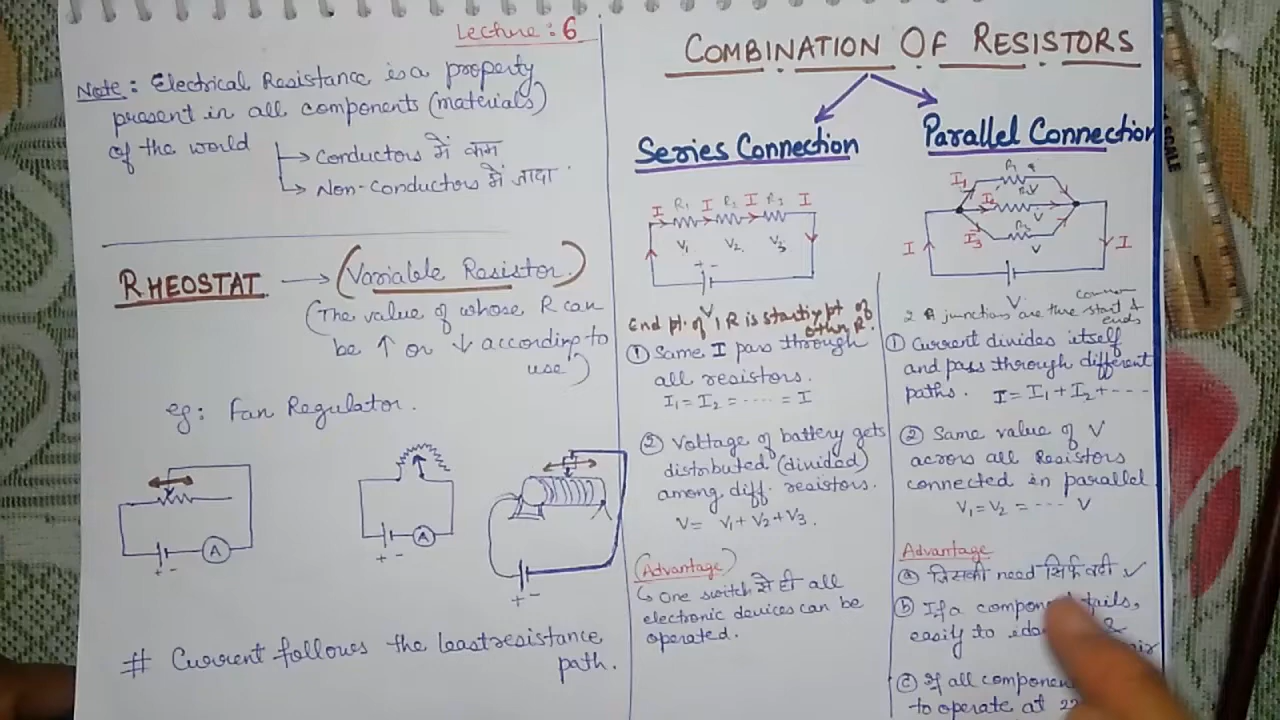 Lecture : 6
Note : Electrical Resistance is a property
present in all components (materials)
of the world
Conductors में कम
Non-Conductors में जादा
RHEOSTAT → (Variable Resistor)
(The value of whose R can
be ↑ or ↓ according to
use)
eg: Fan Regulator.
A
+ -
A
+ -
+ -
# Current follows the least resistance
path.
COMBINATION OF RESISTORS
Series Connection
I R₁ I R₂ I R₃ I
V₁ V₂ V₃
+ -
V
End pt. of 1 R is starting pt of
other R.
① Same I pass through
all resistors.
I₁ = I₂ = ---- = I
② Voltage of battery gets
distributed (divided)
among diff. resistors.
V = V₁ + V₂ + V₃.
(Advantage)
↳ One switch से ही all
electronic devices can be
operated.
Parallel Connection
R₁
I₁ V
I₂ V
I₃ V
I I
V
common
2 junctions are there start &
ends
① Current divides itself
and pass through different
paths. I = I₁ + I₂ + ----
② Same value of V
across all Resistors
connected in parallel
V₁ = V₂ = ---- V
Advantage
ⓐ जिसकी need सिर्फ वही ✓
ⓑ If a component fails,
easily to &
ⓒ If all
to operate at
SCALE